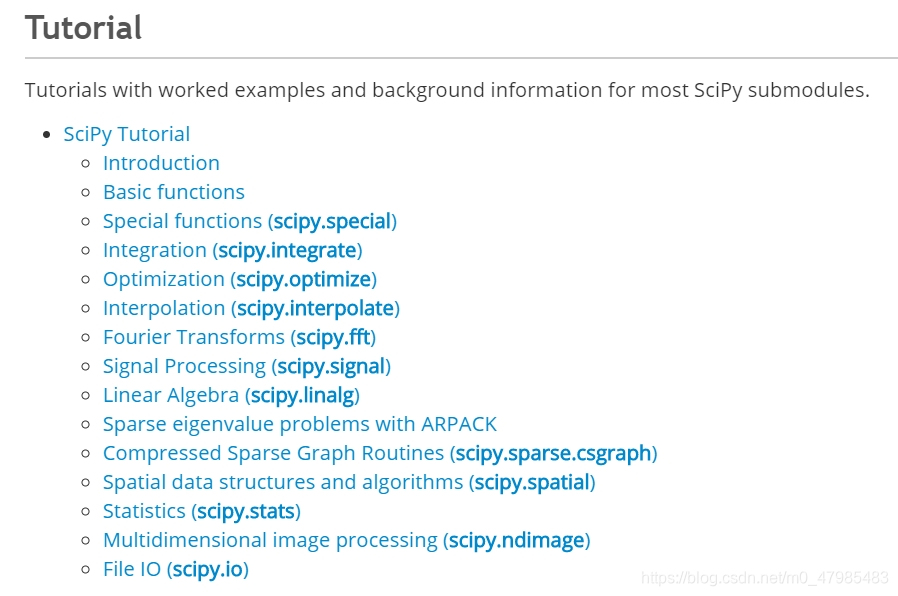 Tutorial
Tutorials with worked examples and background information for most SciPy submodules.
SciPy Tutorial
Introduction
Basic functions
Special functions (scipy.special)
Integration (scipy.integrate)
Optimization (scipy.optimize)
Interpolation (scipy.interpolate)
Fourier Transforms (scipy.fft)
Signal Processing (scipy.signal)
Linear Algebra (scipy.linalg)
Sparse eigenvalue problems with ARPACK
Compressed Sparse Graph Routines (scipy.sparse.csgraph)
Spatial data structures and algorithms (scipy.spatial)
Statistics (scipy.stats)
Multidimensional image processing (scipy.ndimage)
File IO (scipy.io)
https://blog.csdn.net/m0_47985483